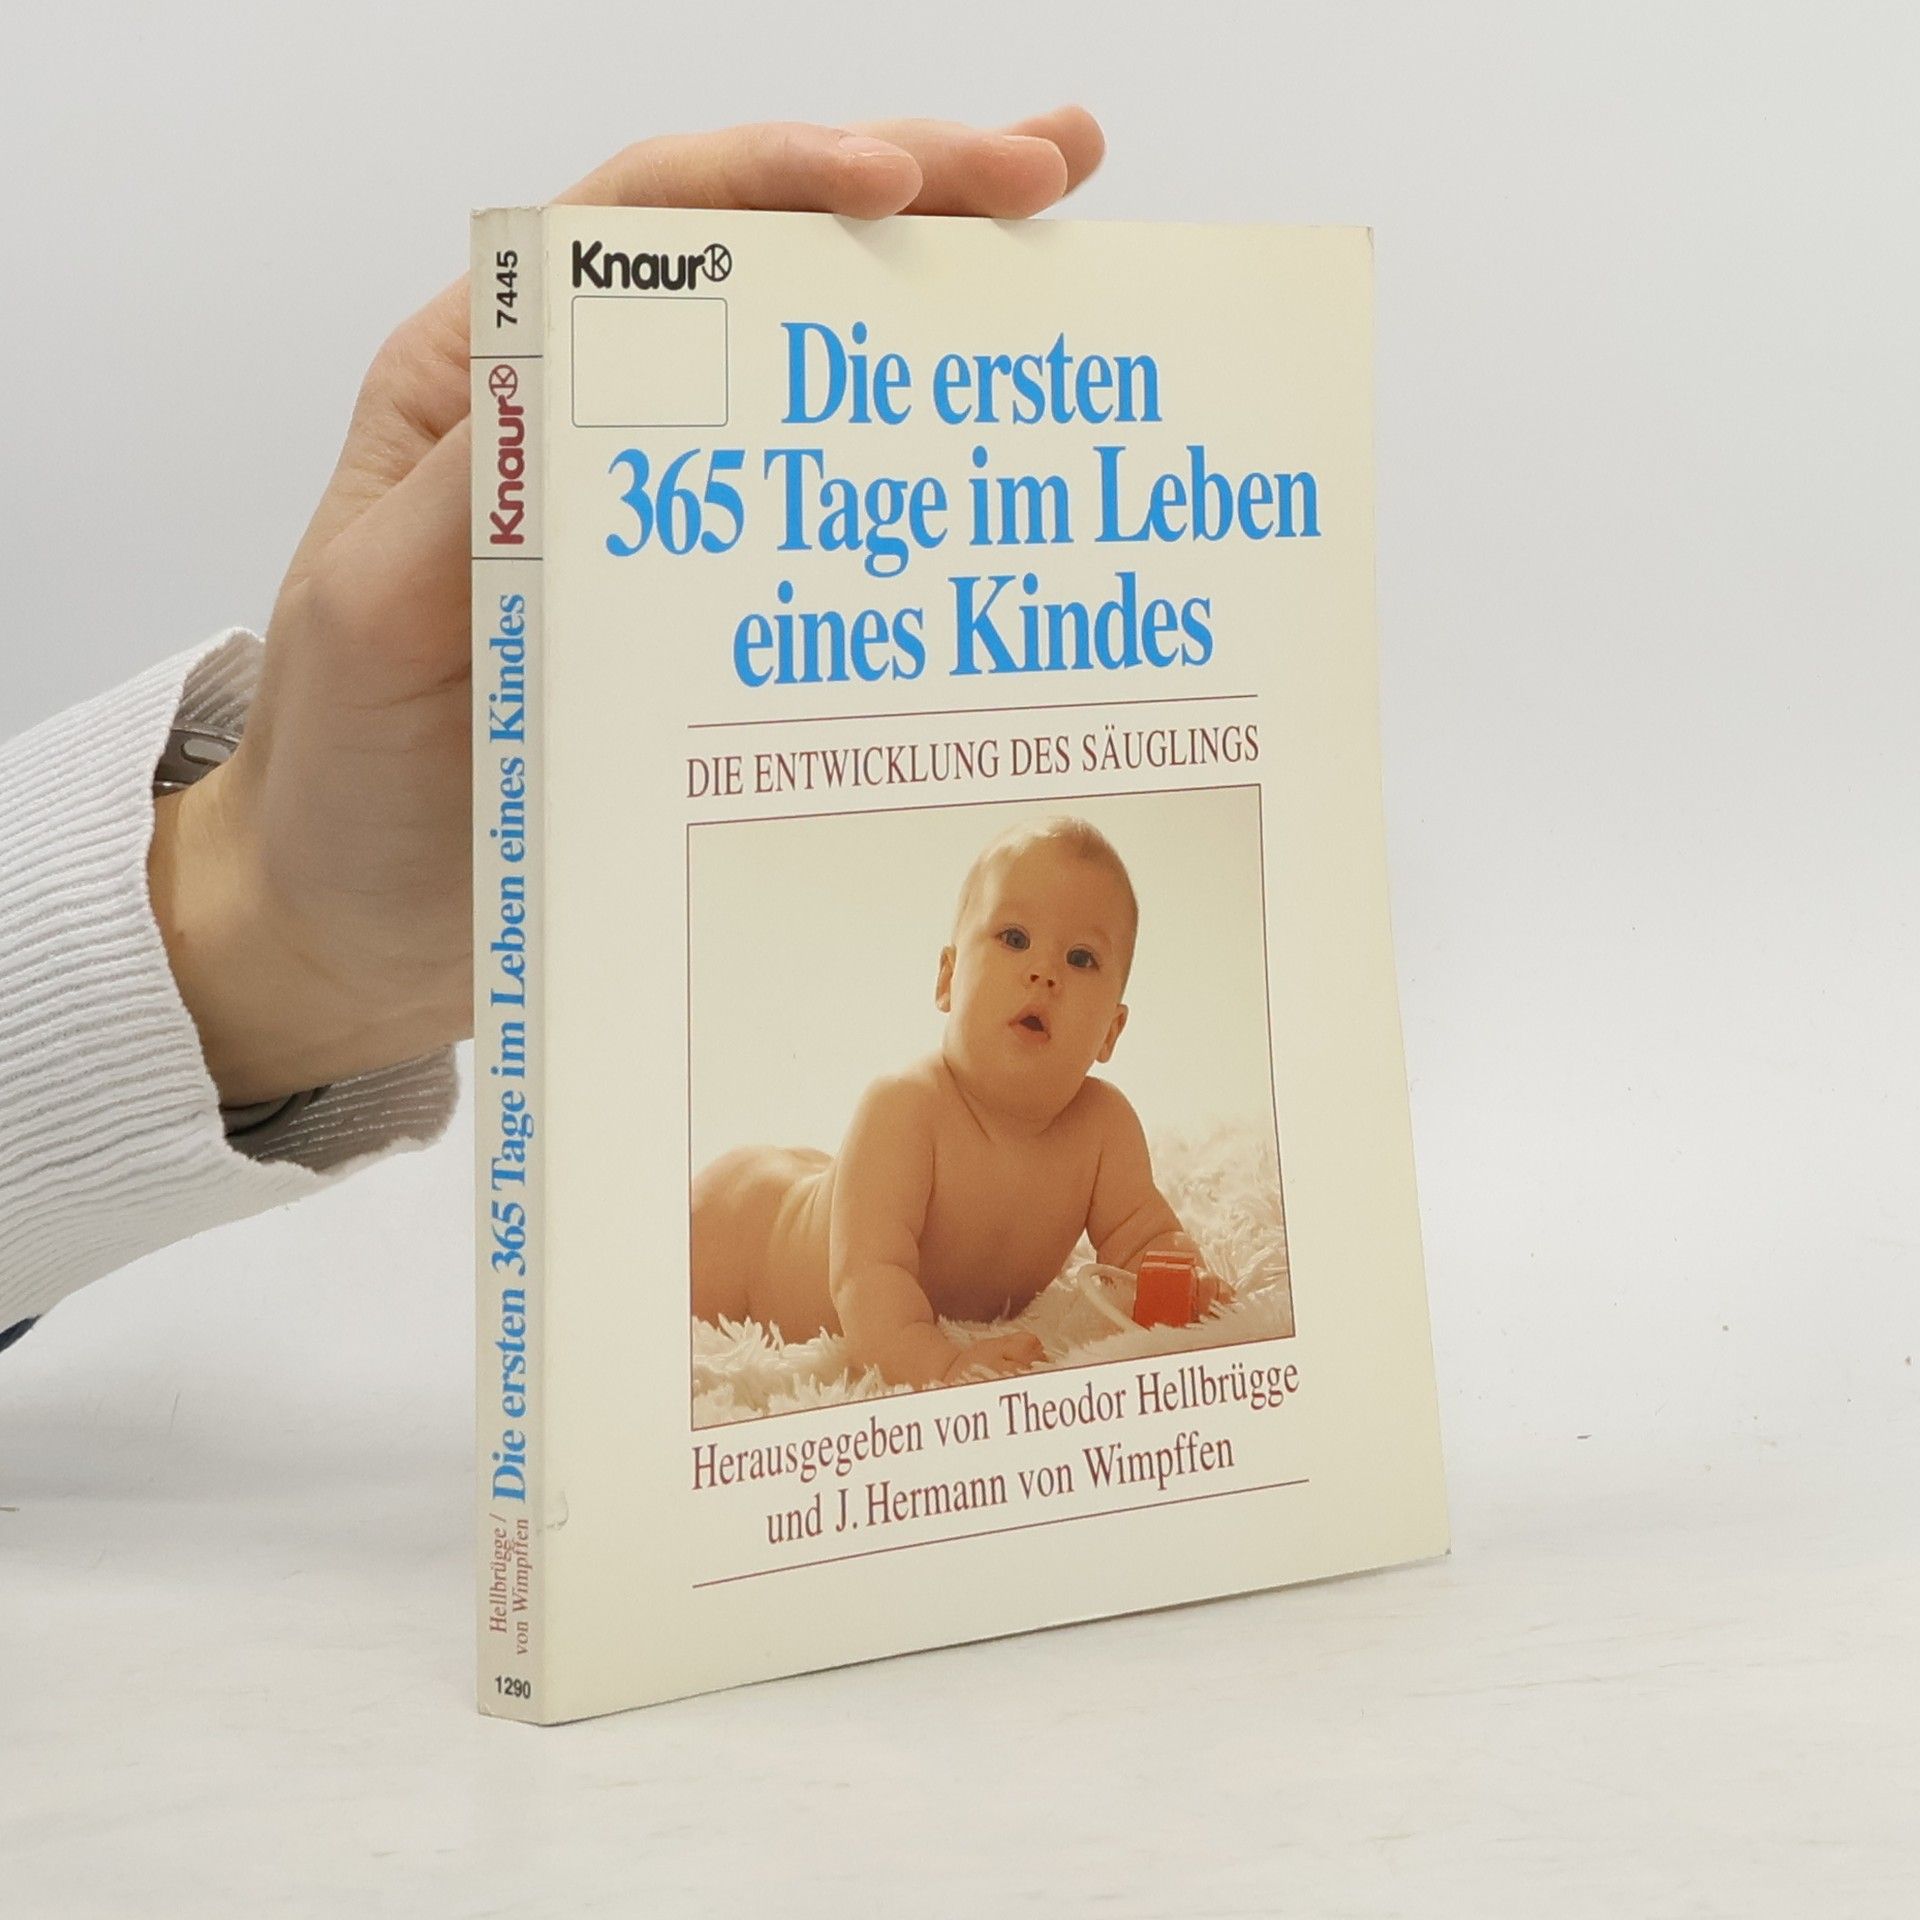 7445
Knaur
Die ersten 365 Tage im Leben eines Kindes
Hellbrügge /
von Wimpffen
1290
Knaur
Die ersten
365 Tage im Leben
eines Kindes
DIE ENTWICKLUNG DES SÄUGLINGS
Herausgegeben von Theodor Hellbrügge
und J. Hermann von Wimpffen